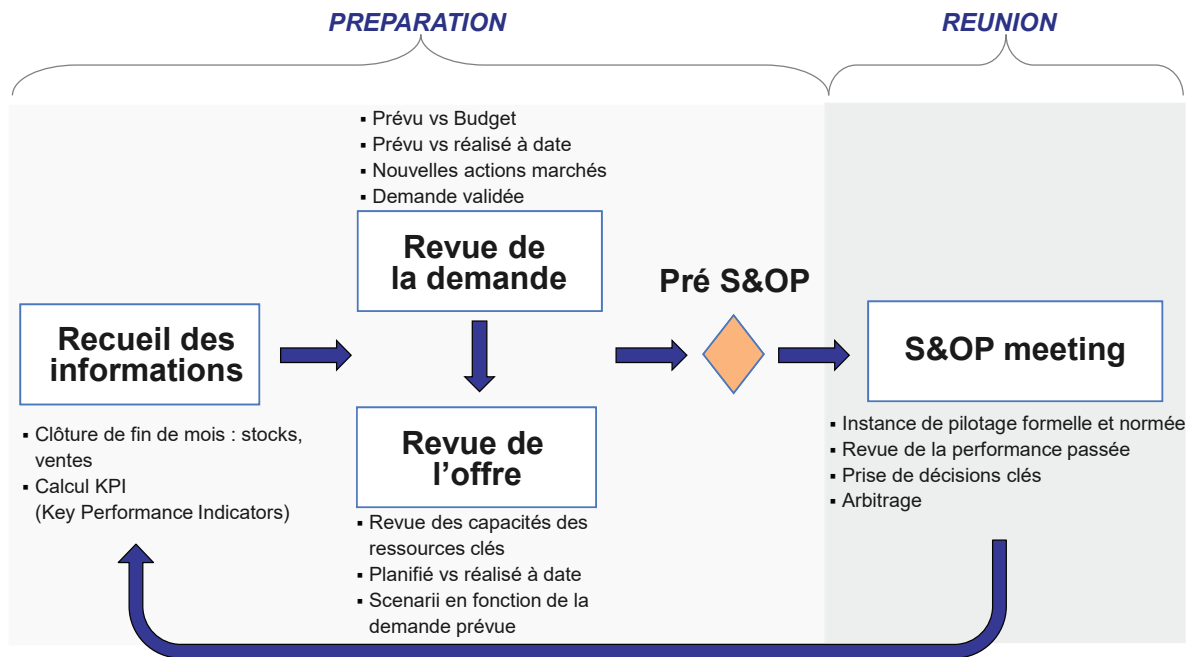 PREPARATION
REUNION
▪ Prévu vs Budget
▪ Prévu vs réalisé à date
▪ Nouvelles actions marchés
▪ Demande validée
Revue de
la demande
Pré S&OP
Recueil des
informations
S&OP meeting
▪ Clôture de fin de mois : stocks,
ventes
▪ Calcul KPI
(Key Performance Indicators)
Revue de
l’offre
▪ Revue des capacités des
ressources clés
▪ Planifié vs réalisé à date
▪ Scenarii en fonction de la
demande prévue
▪ Instance de pilotage formelle et normée
▪ Revue de la performance passée
▪ Prise de décisions clés
▪ Arbitrage